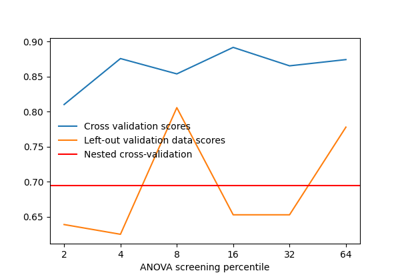 0.90
0.85
0.80
0.75
0.70
0.65
Cross validation scores
Left-out validation data scores
Nested cross-validation
2 4 8 16 32 64
ANOVA screening percentile